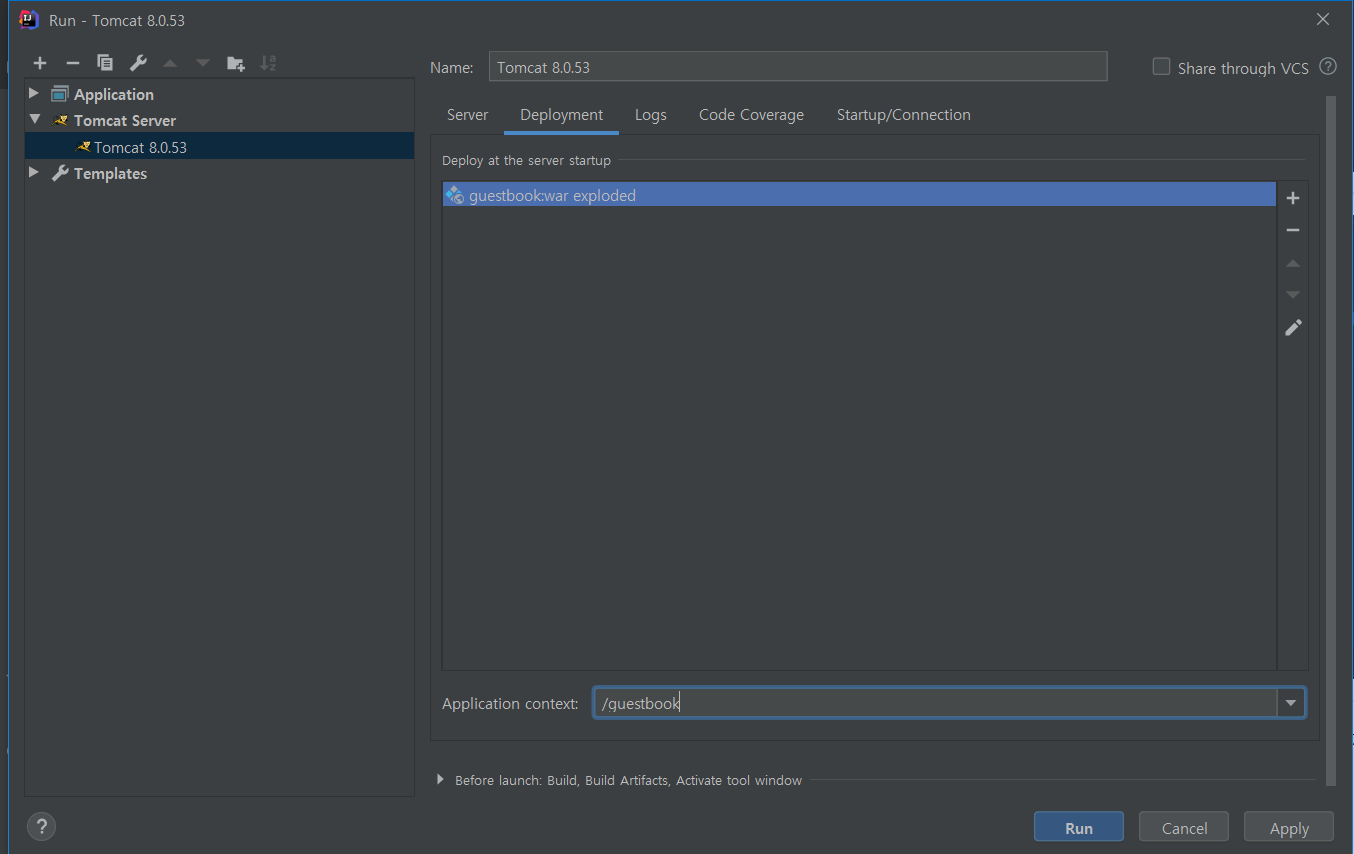 Run - Tomcat 8.0.53
Name: Tomcat 8.0.53 Share through VCS ?
Application
Tomcat Server
Tomcat 8.0.53
Templates
Server Deployment Logs Code Coverage Startup/Connection
Deploy at the server startup
guestbook:war exploded
Application context: /guestbook
Before launch: Build, Build Artifacts, Activate tool window
? Run Cancel Apply